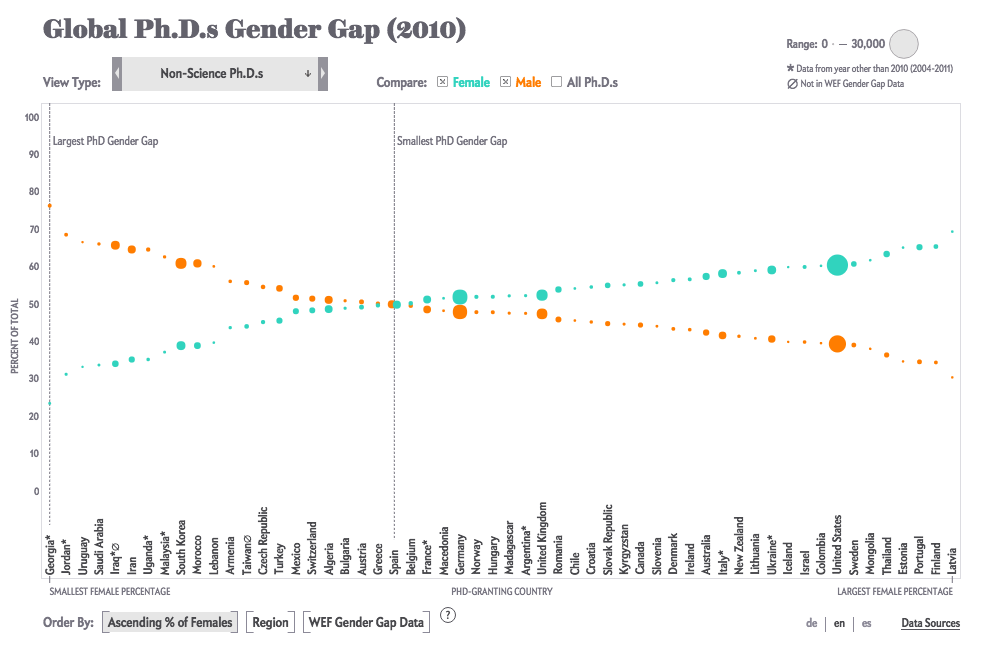 Global Ph.D.s Gender Gap (2010)
Range: 0 - — 30,000
* Data from year other than 2010 (2004-2011)
∅ Not in WEF Gender Gap Data
View Type: Non-Science Ph.D.s ↓
Compare: Female Male All Ph.D.s
100
Largest PhD Gender Gap
Smallest PhD Gender Gap
90
80
70
60
50
40
30
20
10
0
PERCENT OF TOTAL
Georgia*
Jordan*
Uruguay
Saudi Arabia
Iraq*∅
Iran
Uganda*
Malaysia*
South Korea
Morocco
Lebanon
Armenia
Taiwan∅
Czech Republic
Turkey
Mexico
Switzerland
Algeria
Bulgaria
Austria
Greece
Spain
Belgium
France*
Macedonia
Germany
Norway
Hungary
Madagascar
Argentina*
United Kingdom
Romania
Chile
Croatia
Slovak Republic
Kyrgyzstan
Canada
Slovenia
Denmark
Ireland
Australia
Italy*
New Zealand
Lithuania
Ukraine*
Iceland
Israel
Colombia
United States
Sweden
Mongolia
Thailand
Estonia
Portugal
Finland
Latvia
SMALLEST FEMALE PERCENTAGE
PHD-GRANTING COUNTRY
LARGEST FEMALE PERCENTAGE
Order By: Ascending % of Females Region WEF Gender Gap Data ?
de | en | es Data Sources